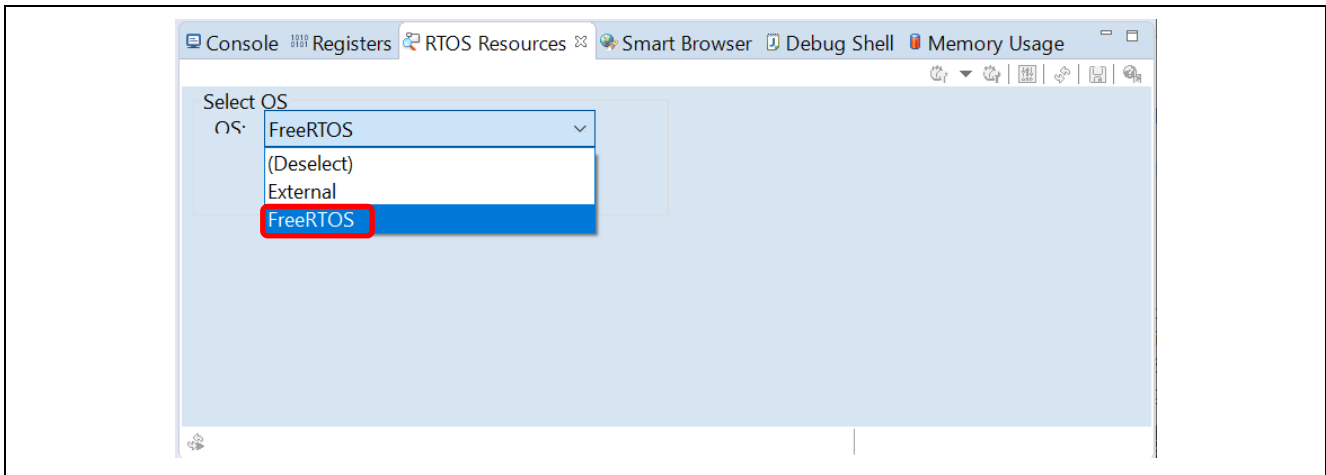 Console Registers RTOS Resources Smart Browser Debug Shell Memory Usage
Select OS
OS: FreeRTOS
(Deselect)
External
FreeRTOS